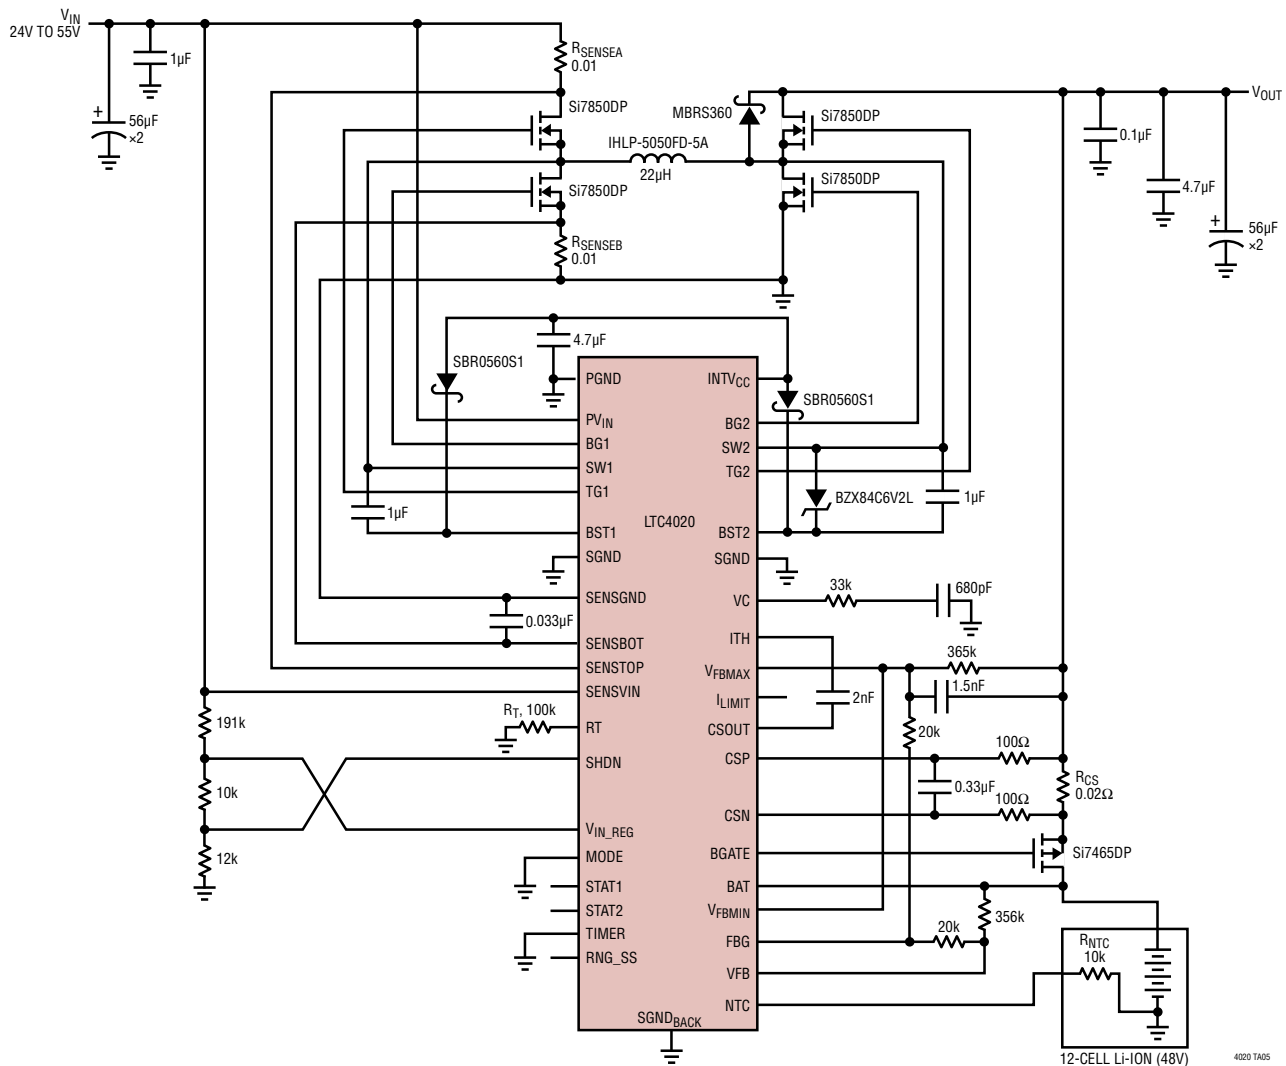 VIN
24V TO 55V
1µF
+
56µF
×2
RSENSEA
0.01
Si7850DP
MBRS360
Si7850DP
VOUT
0.1µF
IHLP-5050FD-5A
22µH
Si7850DP
Si7850DP
4.7µF
+
56µF
×2
RSENSEB
0.01
4.7µF
SBR0560S1
SBR0560S1
PGND
PVIN
BG1
SW1
TG1
BST1
SGND
SENSGND
SENSBOT
SENSTOP
SENSVIN
RT
SHDN
VIN_REG
MODE
STAT1
STAT2
TIMER
RNG_SS
LTC4020
SGNDBACK
INTVCC
BG2
SW2
TG2
BST2
SGND
VC
ITH
VFBMAX
ILIMIT
CSOUT
CSP
CSN
BGATE
BAT
VFBMIN
FBG
VFB
NTC
1µF
BZX84C6V2L
1µF
0.033µF
33k
680pF
365k
1.5nF
2nF
20k
191k
RT, 100k
10k
12k
100Ω
0.33µF
RCS
0.02Ω
100Ω
Si7465DP
356k
20k
RNTC
10k
12-CELL Li-ION (48V)
4020 TA05